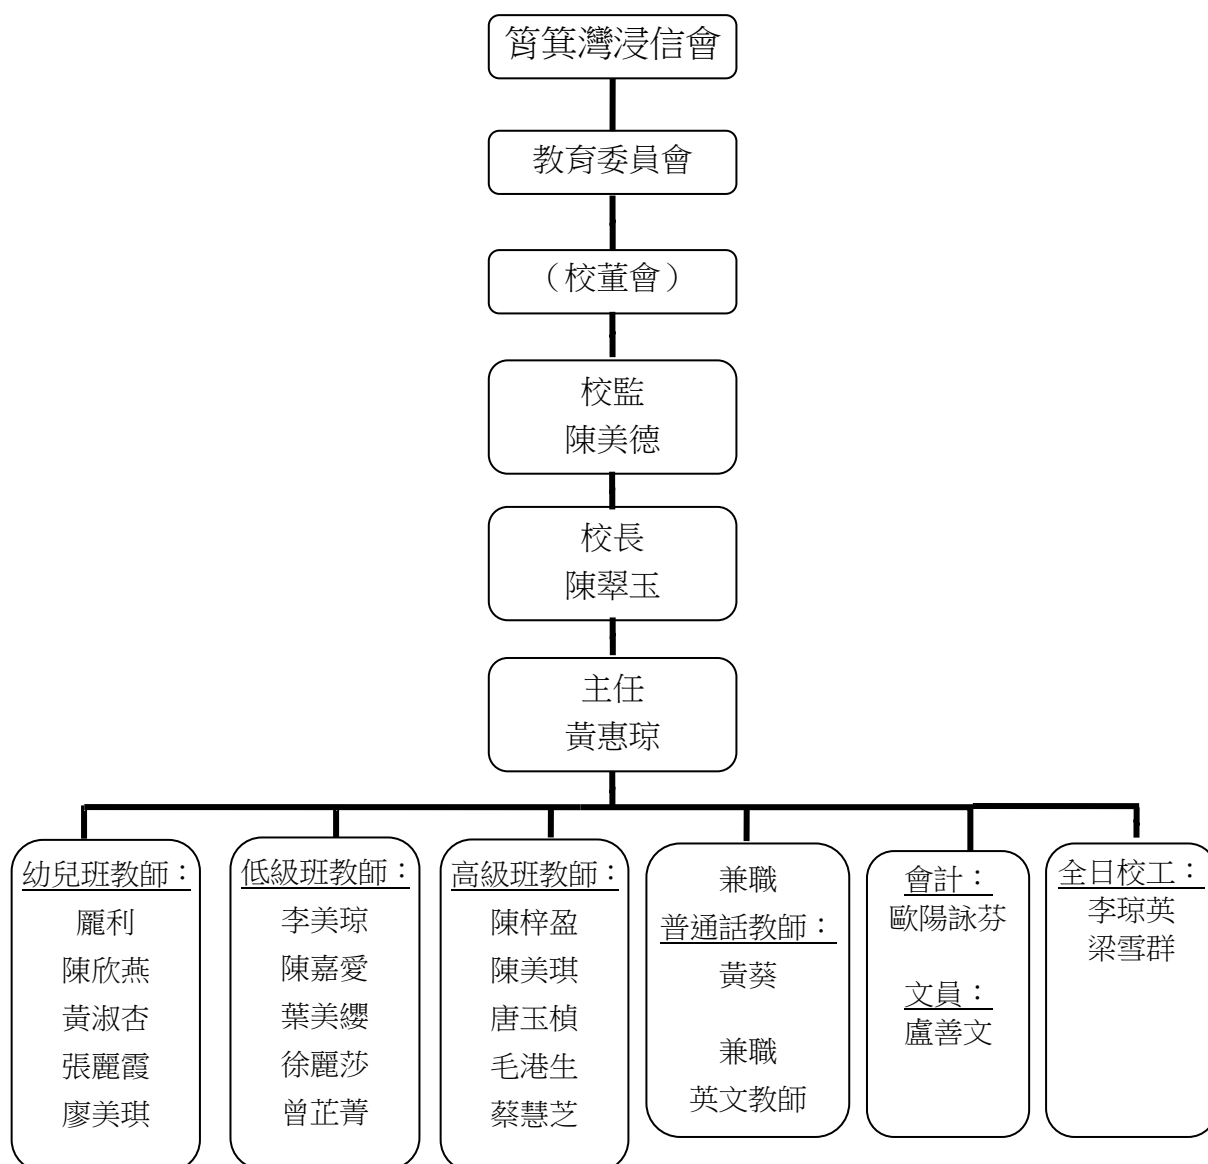 筲箕灣浸信會
教育委員會
（校董會）
校監
陳美德
校長
陳翠玉
主任
黃惠琼
幼兒班教師：
龎利
陳欣燕
黃淑杏
張麗霞
廖美琪
低級班教師：
李美琼
陳嘉愛
葉美纓
徐麗莎
曾芷菁
高級班教師：
陳梓盈
陳美琪
唐玉楨
毛港生
蔡慧芝
兼職
普通話教師：
黃葵
兼職
英文教師
會計：
歐陽詠芬
文員：
盧善文
全日校工：
李琼英
梁雪群